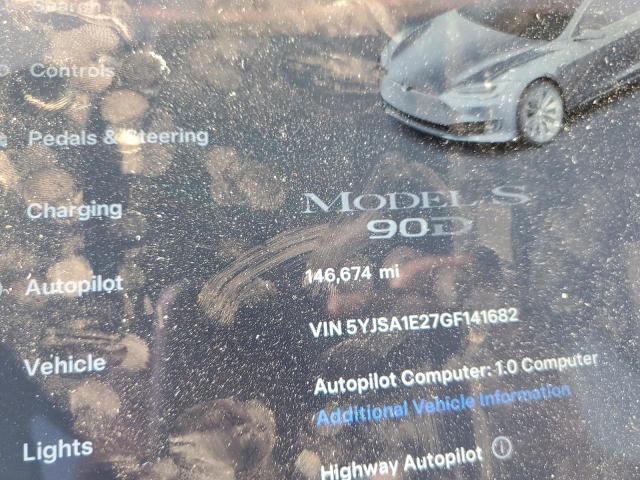 Search
Controls
Pedals & Steering
Charging
Autopilot
Vehicle
Lights
MODEL S
90D
146,674 mi
VIN 5YJSA1E27GF141682
Autopilot Computer: 1.0 Computer
Additional Vehicle Information
Highway Autopilot